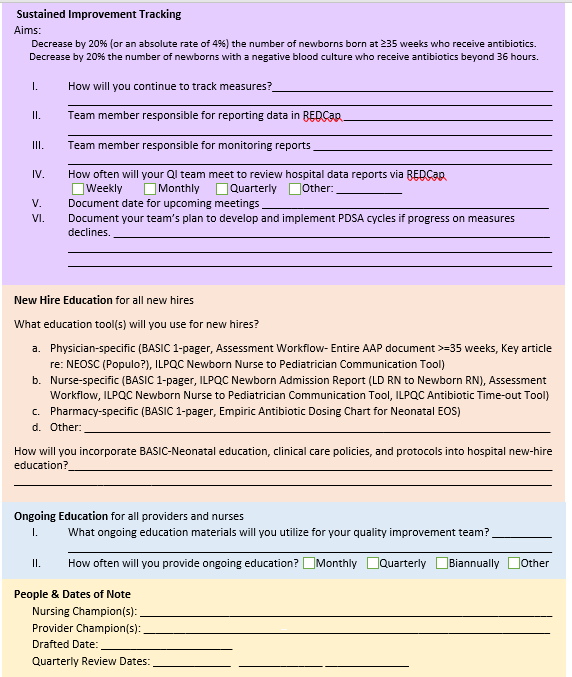 Sustained Improvement Tracking
Aims:
Decrease by 20% (or an absolute rate of 4%) the number of newborns born at ≥35 weeks who receive antibiotics.
Decrease by 20% the number of newborns with a negative blood culture who receive antibiotics beyond 36 hours.
I. How will you continue to track measures?
II. Team member responsible for reporting data in REDCap
III. Team member responsible for monitoring reports
IV. How often will your QI team meet to review hospital data reports via REDCap
Weekly Monthly Quarterly Other:
V. Document date for upcoming meetings
VI. Document your team's plan to develop and implement PDSA cycles if progress on measures
declines.
New Hire Education for all new hires
What education tool(s) will you use for new hires?
a. Physician-specific (BASIC 1-pager, Assessment Workflow- Entire AAP document >=35 weeks, Key article
re: NEOSC (Populo?), ILPQC Newborn Nurse to Pediatrician Communication Tool)
b. Nurse-specific (BASIC 1-pager, ILPQC Newborn Admission Report (LD RN to Newborn RN), Assessment
Workflow, ILPQC Newborn Nurse to Pediatrician Communication Tool, ILPQC Antibiotic Time-out Tool)
c. Pharmacy-specific (BASIC 1-pager, Empiric Antibiotic Dosing Chart for Neonatal EOS)
d. Other:
How will you incorporate BASIC-Neonatal education, clinical care policies, and protocols into hospital new-hire
education?
Ongoing Education for all providers and nurses
I. What ongoing education materials will you utilize for your quality improvement team?
II. How often will you provide ongoing education? Monthly Quarterly Biannually Other
People & Dates of Note
Nursing Champion(s):
Provider Champion(s):
Drafted Date:
Quarterly Review Dates: